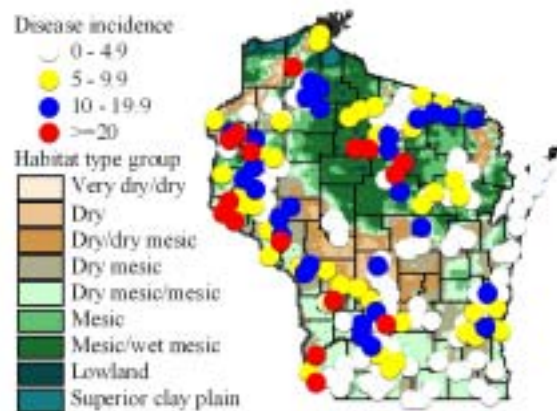 Disease incidence
0 - 4.9
5 - 9.9
10 - 19.9
>=20
Habitat type group
Very dry/dry
Dry
Dry/dry mesic
Dry mesic
Dry mesic/mesic
Mesic
Mesic/wet mesic
Lowland
Superior clay plain